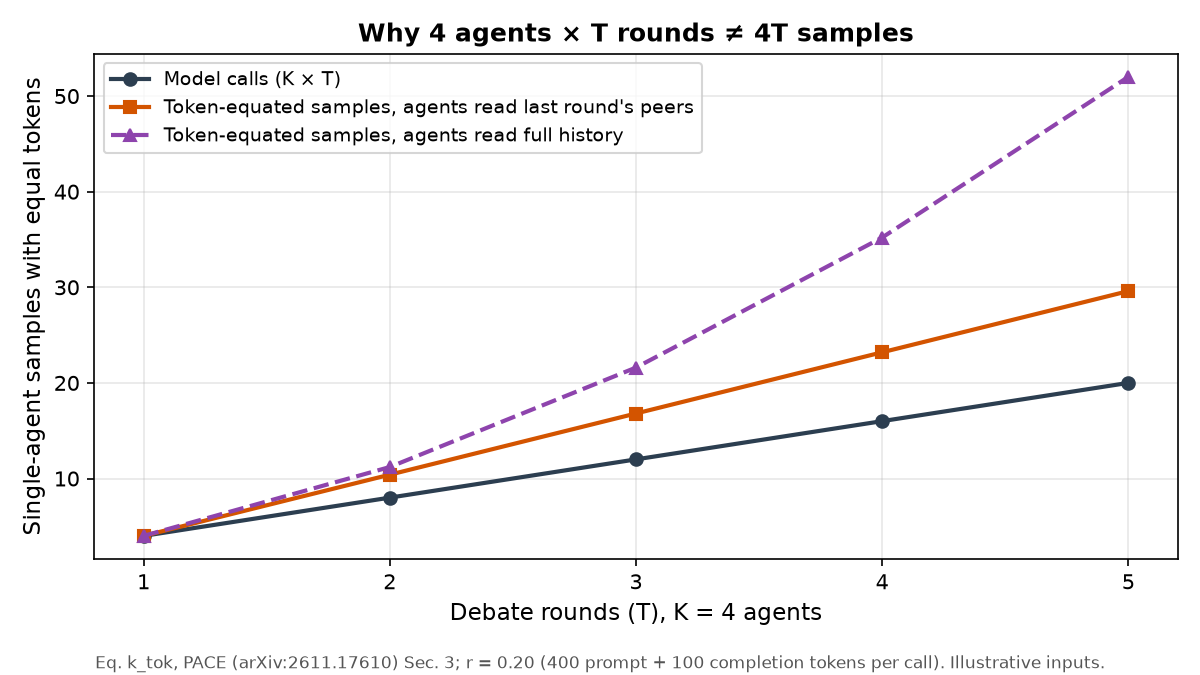 Why 4 agents × T rounds ≠ 4T samples
Model calls (K × T)
Token-equated samples, agents read last round's peers
Token-equated samples, agents read full history
Single-agent samples with equal tokens
50
40
30
20
10
1 2 3 4 5
Debate rounds (T), K = 4 agents
Eq. k_tok, PACE (arXiv:2611.17610) Sec. 3; r = 0.20 (400 prompt + 100 completion tokens per call). Illustrative inputs.